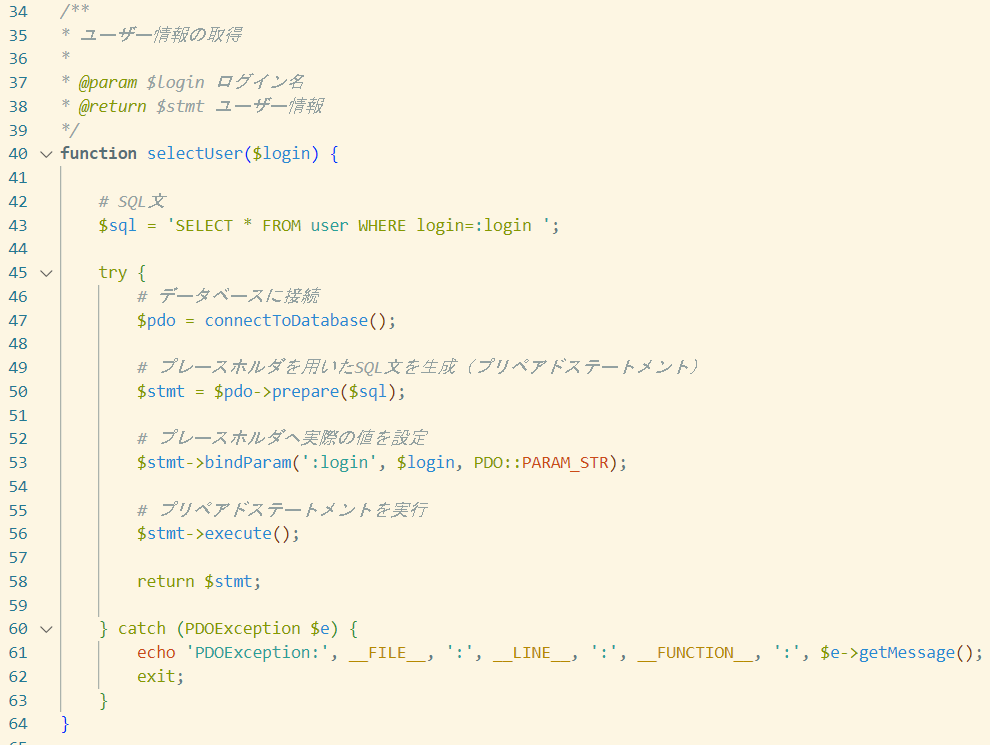 34 /**
35 * ユーザー情報の取得
36 *
37 * @param $login ログイン名
38 * @return $stmt ユーザー情報
39 */
40 function selectUser($login) {
41
42 # SQL文
43 $sql = 'SELECT * FROM user WHERE login=:login ';
44
45 try {
46 # データベースに接続
47 $pdo = connectToDatabase();
48
49 # プレースホルダを用いたSQL文を生成（プリペアドステートメント）
50 $stmt = $pdo->prepare($sql);
51
52 # プレースホルダへ実際の値を設定
53 $stmt->bindParam(':login', $login, PDO::PARAM_STR);
54
55 # プリペアドステートメントを実行
56 $stmt->execute();
57
58 return $stmt;
59
60 } catch (PDOException $e) {
61 echo 'PDOException:', __FILE__, ':', __LINE__, ':', __FUNCTION__, ':', $e->getMessage();
62 exit;
63 }
64 }